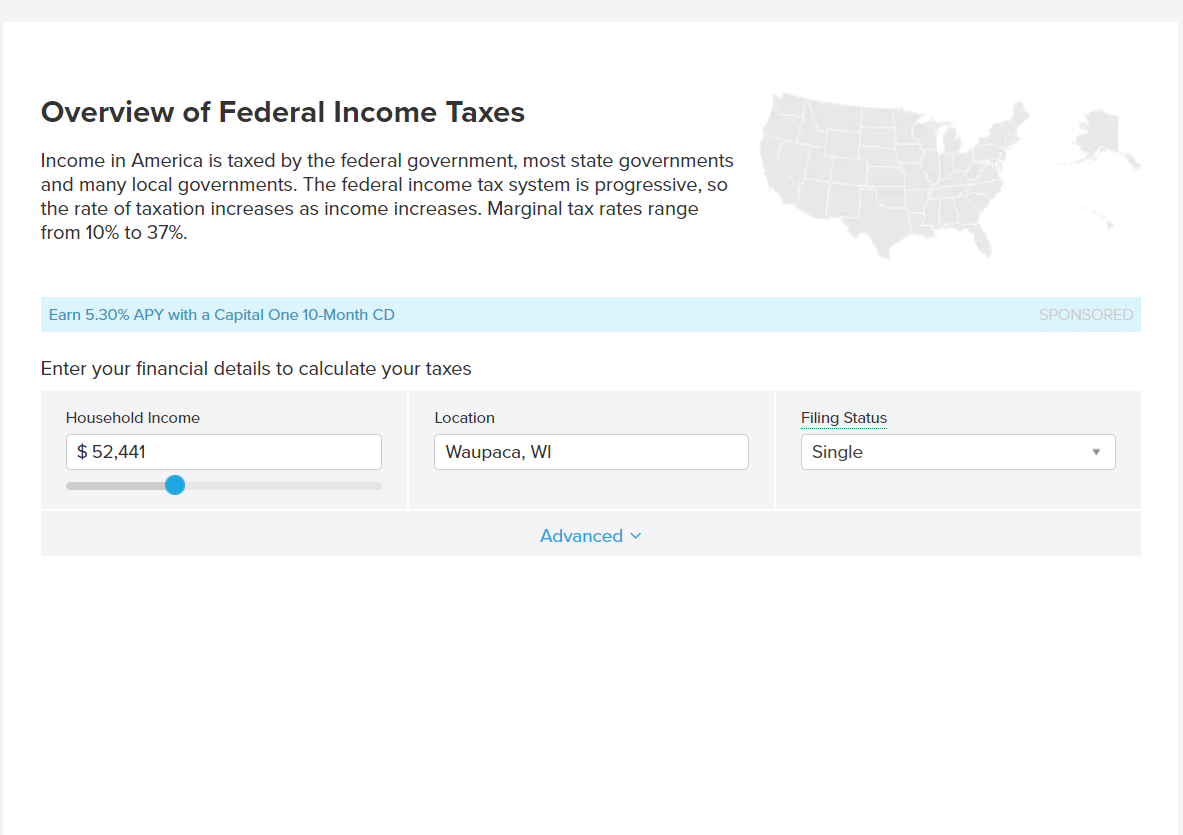 Overview of Federal Income Taxes
Income in America is taxed by the federal government, most state governments
and many local governments. The federal income tax system is progressive, so
the rate of taxation increases as income increases. Marginal tax rates range
from 10% to 37%.
Earn 5.30% APY with a Capital One 10-Month CD SPONSORED
Enter your financial details to calculate your taxes
Household Income
$ 52,441
Location
Waupaca, WI
Filing Status
Single
Advanced